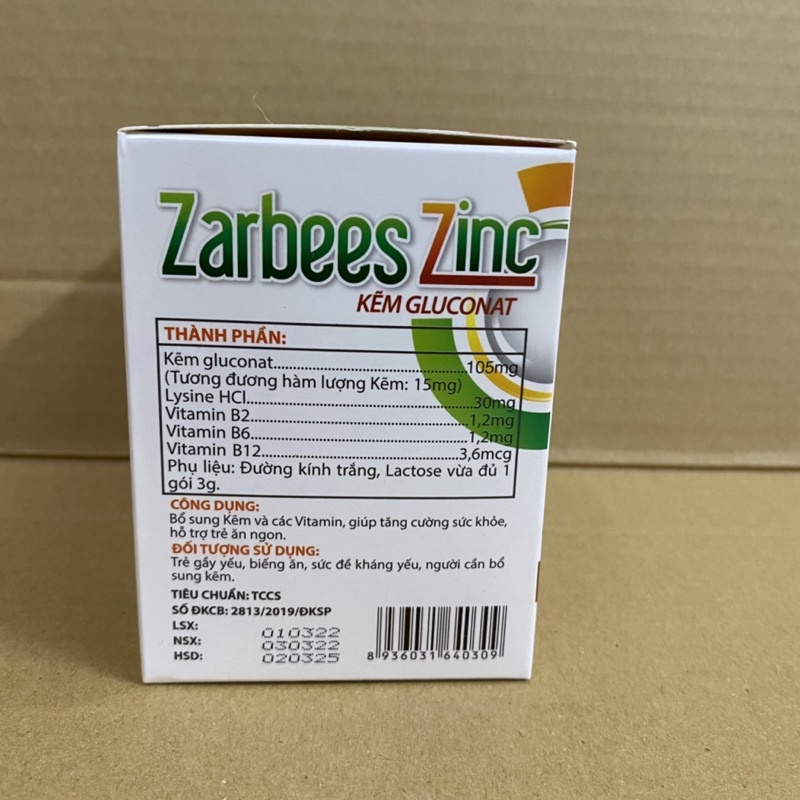 Zarbees Zinc
KẼM GLUCONAT
THÀNH PHẦN:
Kẽm gluconat..............................................105mg
(Tương đương hàm lượng Kẽm: 15mg)
Lysine HCl......................................................30mg
Vitamin B2.....................................................1,2mg
Vitamin B6.....................................................1,2mg
Vitamin B12.................................................3,6mcg
Phụ liệu: Đường kính trắng, Lactose vừa đủ 1
gói 3g.
CÔNG DỤNG:
Bổ sung Kẽm và các Vitamin, giúp tăng cường sức khỏe,
hỗ trợ trẻ ăn ngon.
ĐỐI TƯỢNG SỬ DỤNG:
Trẻ gầy yếu, biếng ăn, sức đề kháng yếu, người cần bổ
sung kẽm.
TIÊU CHUẨN: TCCS
SỐ ĐKCB: 2813/2019/ĐKSP
LSX: 010322
NSX: 030322
HSD: 020325
8 936031 640309